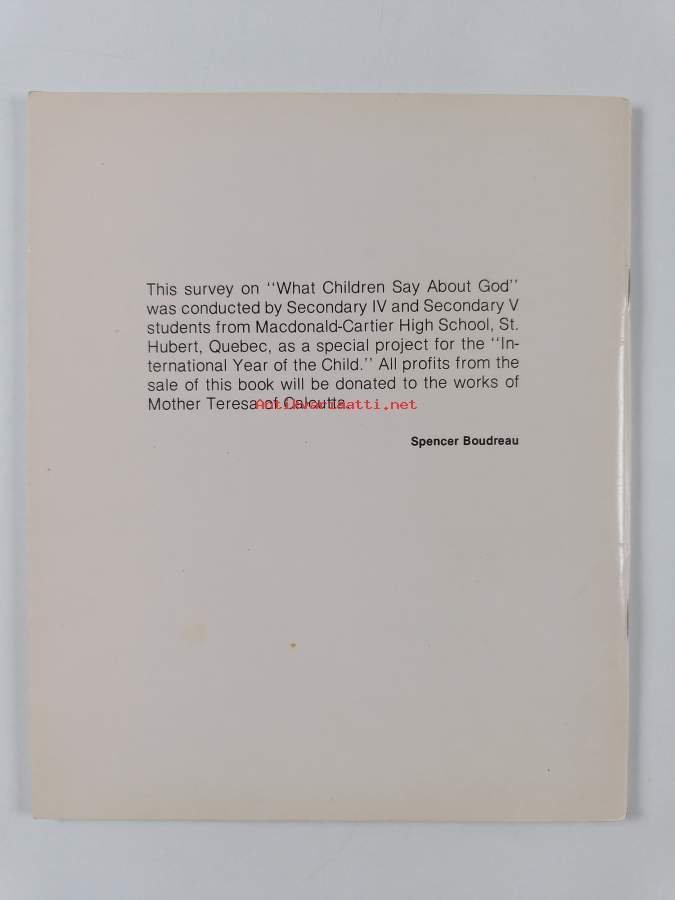 This survey on "What Children Say About God"
was conducted by Secondary IV and Secondary V
students from Macdonald-Cartier High School, St.
Hubert, Quebec, as a special project for the "In-
ternational Year of the Child." All profits from the
sale of this book will be donated to the works of
Mother Teresa of Calcutta.
Antikvariaatti.net
Spencer Boudreau